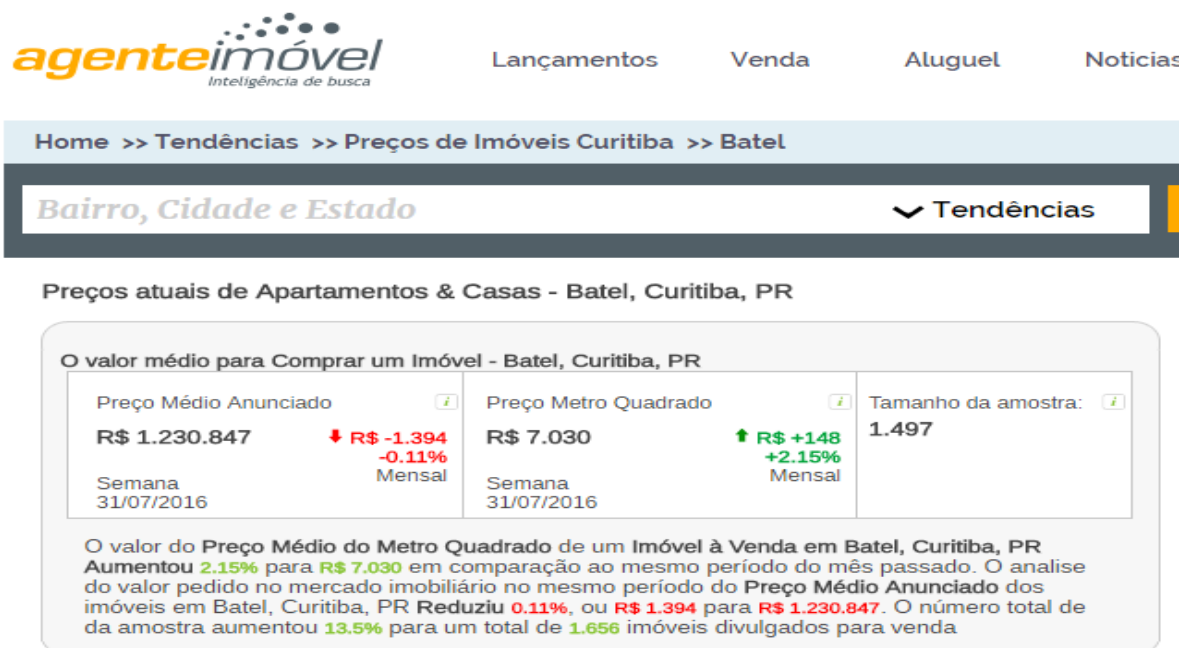 agenteimóvel
Inteligência de busca
Lançamentos Venda Aluguel Noticias
Home >> Tendências >> Preços de Imóveis Curitiba >> Batel
Bairro, Cidade e Estado Tendências
Preços atuais de Apartamentos & Casas - Batel, Curitiba, PR
O valor médio para Comprar um Imóvel - Batel, Curitiba, PR
Preço Médio Anunciado i Preço Metro Quadrado i Tamanho da amostra: i
R$ 1.230.847 R$ -1.394 R$ 7.030 R$ +148 1.497
-0.11% +2.15%
Mensal Mensal
Semana Semana
31/07/2016 31/07/2016
O valor do Preço Médio do Metro Quadrado de um Imóvel à Venda em Batel, Curitiba, PR
Aumentou 2.15% para R$ 7.030 em comparação ao mesmo período do mês passado. O analise
do valor pedido no mercado imobiliário no mesmo período do Preço Médio Anunciado dos
imóveis em Batel, Curitiba, PR Reduziu 0.11%, ou R$ 1.394 para R$ 1.230.847. O número total de
da amostra aumentou 13.5% para um total de 1.656 imóveis divulgados para venda